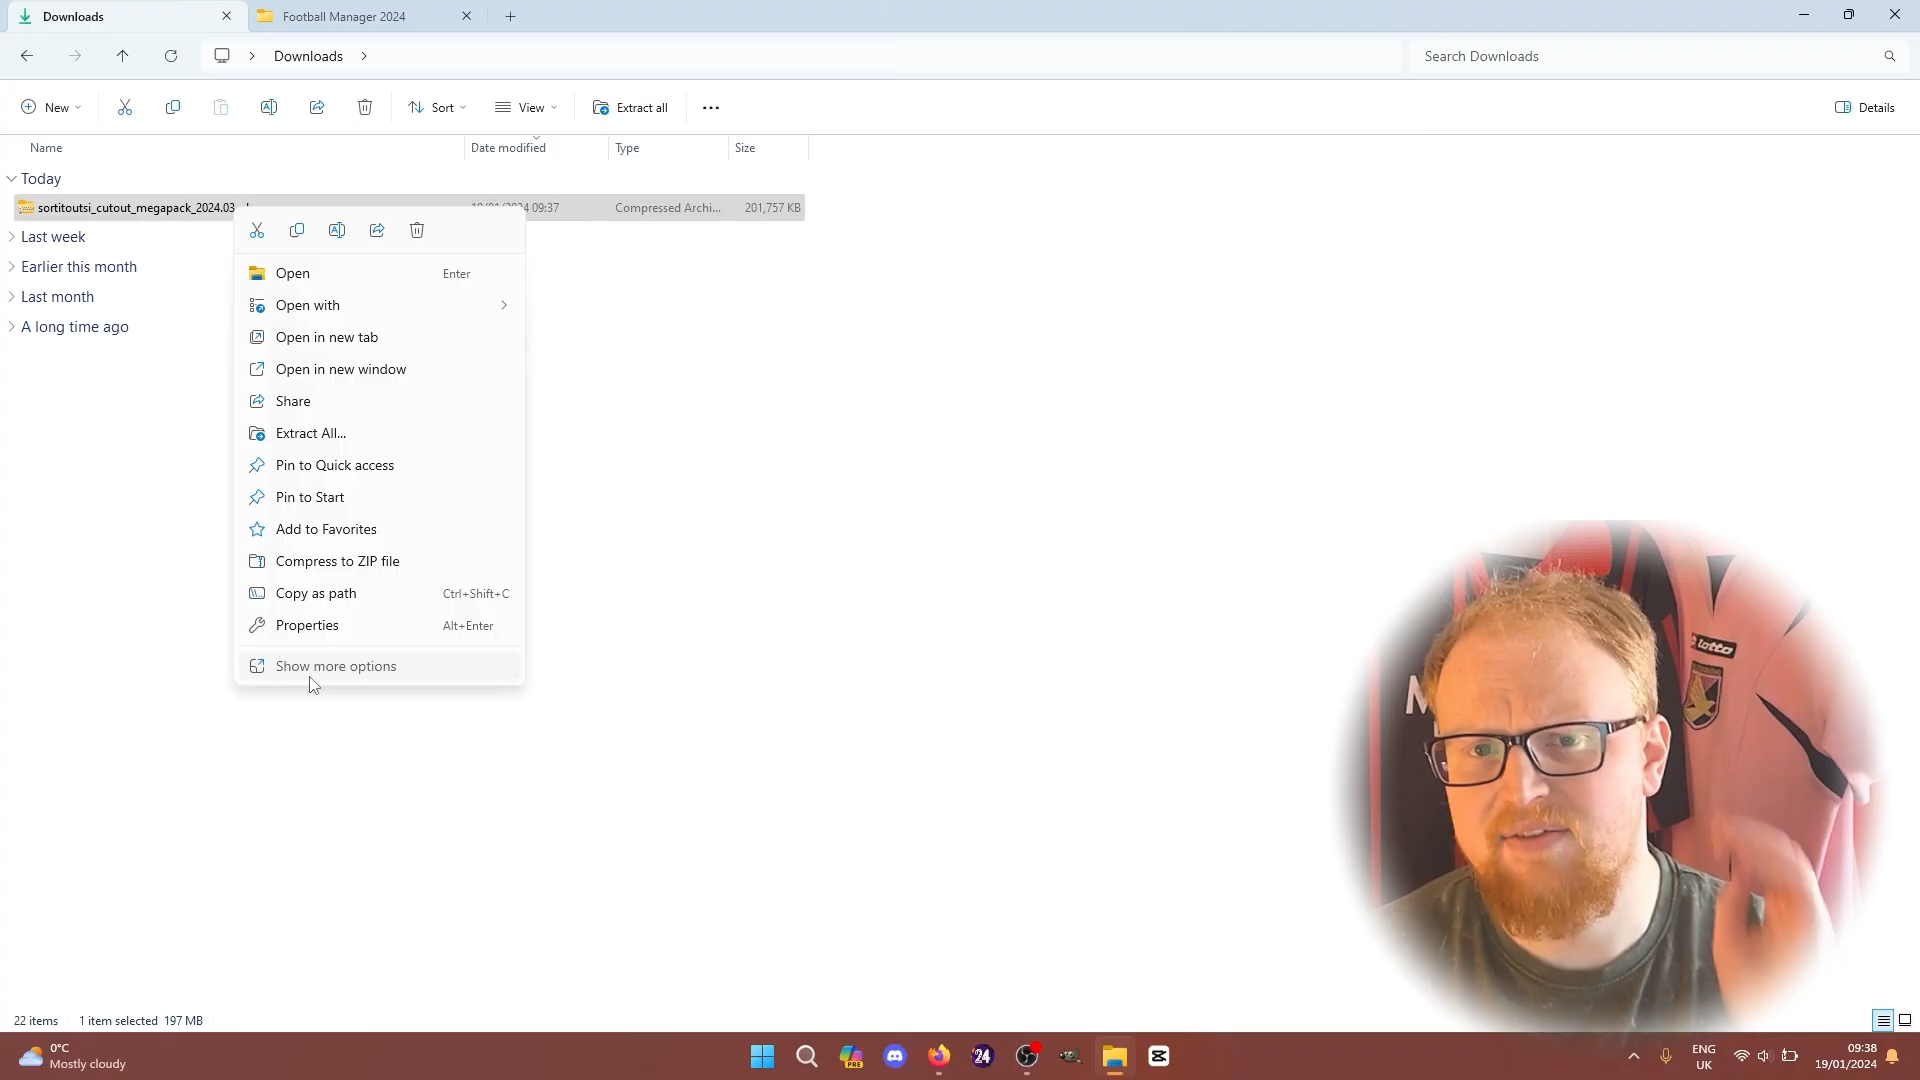 Downloads
Football Manager 2024
Downloads
Search Downloads
New
Sort
View
Extract all
Details
Name
Date modified
Type
Size
Today
sortitoutsi_cutout_megapack_2024.03
09:37
Compressed Archi...
201,757 KB
Last week
Earlier this month
Last month
A long time ago
Open
Enter
Open with
Open in new tab
Open in new window
Share
Extract All...
Pin to Quick access
Pin to Start
Add to Favorites
Compress to ZIP file
Copy as path
Ctrl+Shift+C
Properties
Alt+Enter
Show more options
lotto
M
22 items
1 item selected 197 MB
0°C
Mostly cloudy
PRE
24
ENG
UK
09:38
19/01/2024